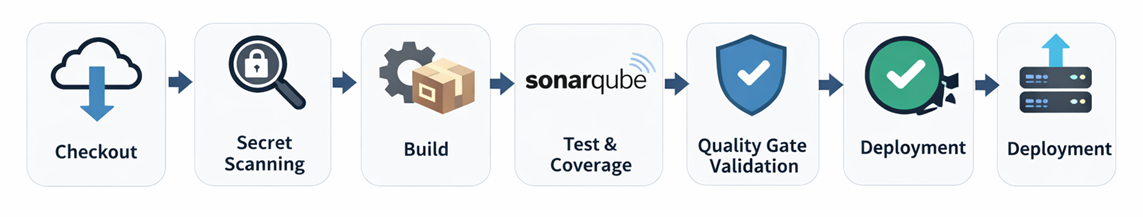 Checkout
Secret
Scanning
Build
sonarqube
Test &
Coverage
Quality Gate
Validation
Deployment
Deployment